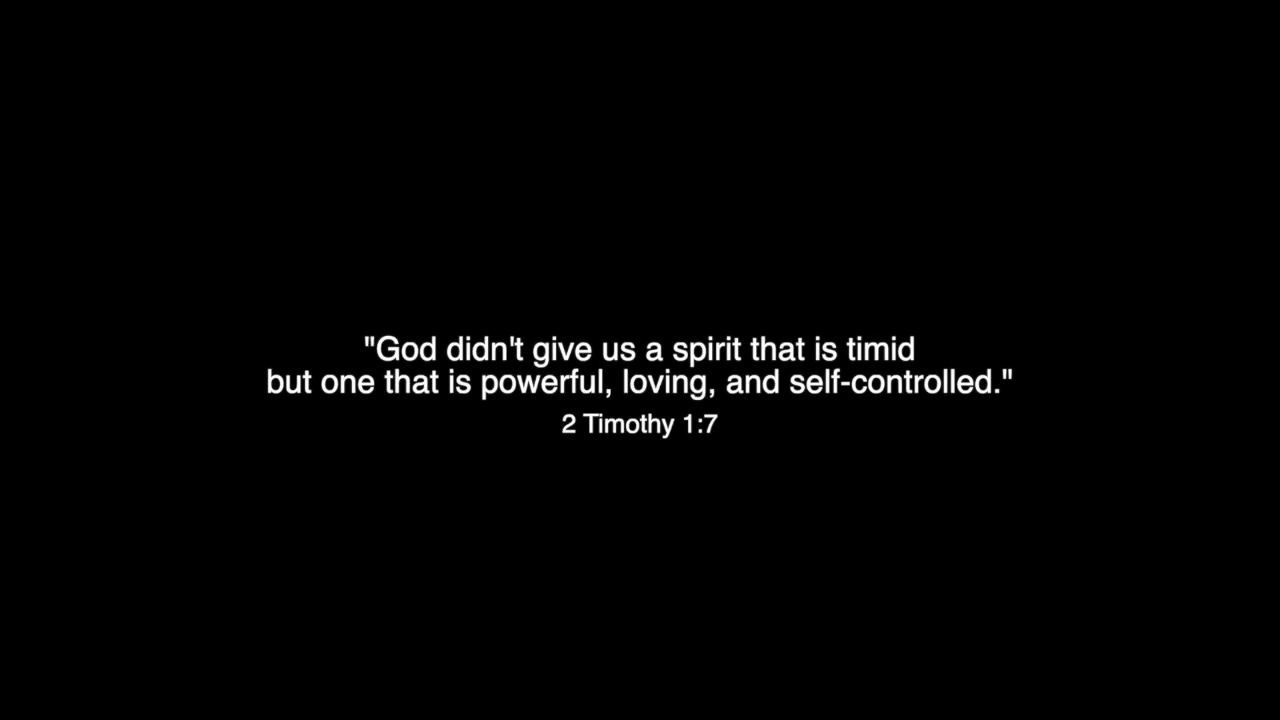 "God didn't give us a spirit that is timid
but one that is powerful, loving, and self-controlled."
2 Timothy 1:7